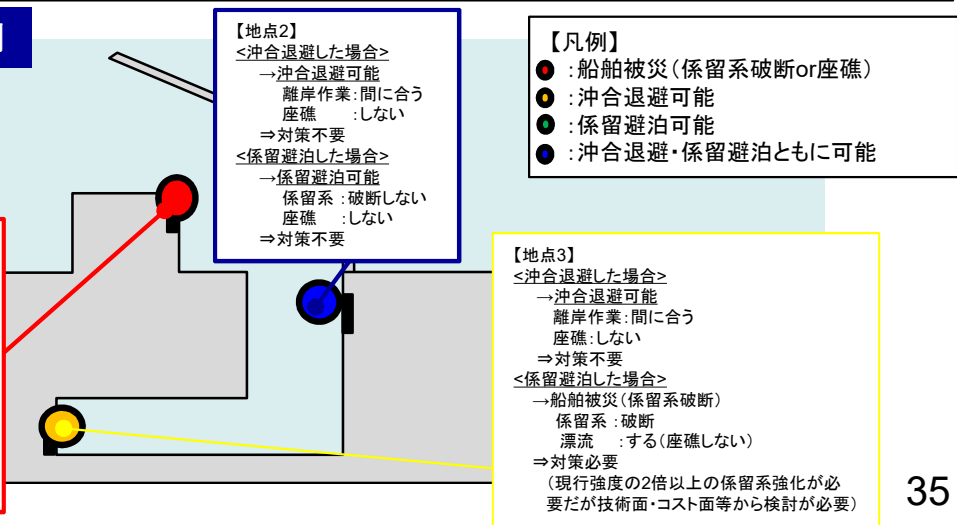 【地点2】
<沖合退避した場合>
→沖合退避可能
離岸作業:間に合う
座礁　　:しない
⇒対策不要
<係留避泊した場合>
→係留避泊可能
係留系:破断しない
座礁　:しない
⇒対策不要
【凡例】
:船舶被災(係留系破断or座礁)
:沖合退避可能
:係留避泊可能
:沖合退避・係留避泊ともに可能
【地点3】
<沖合退避した場合>
→沖合退避可能
離岸作業:間に合う
座礁:しない
⇒対策不要
<係留避泊した場合>
→船舶被災(係留系破断)
係留系:破断
漂流　:する(座礁しない)
⇒対策必要
(現行強度の2倍以上の係留系強化が必
要だが技術面・コスト面等から検討が必要)
35